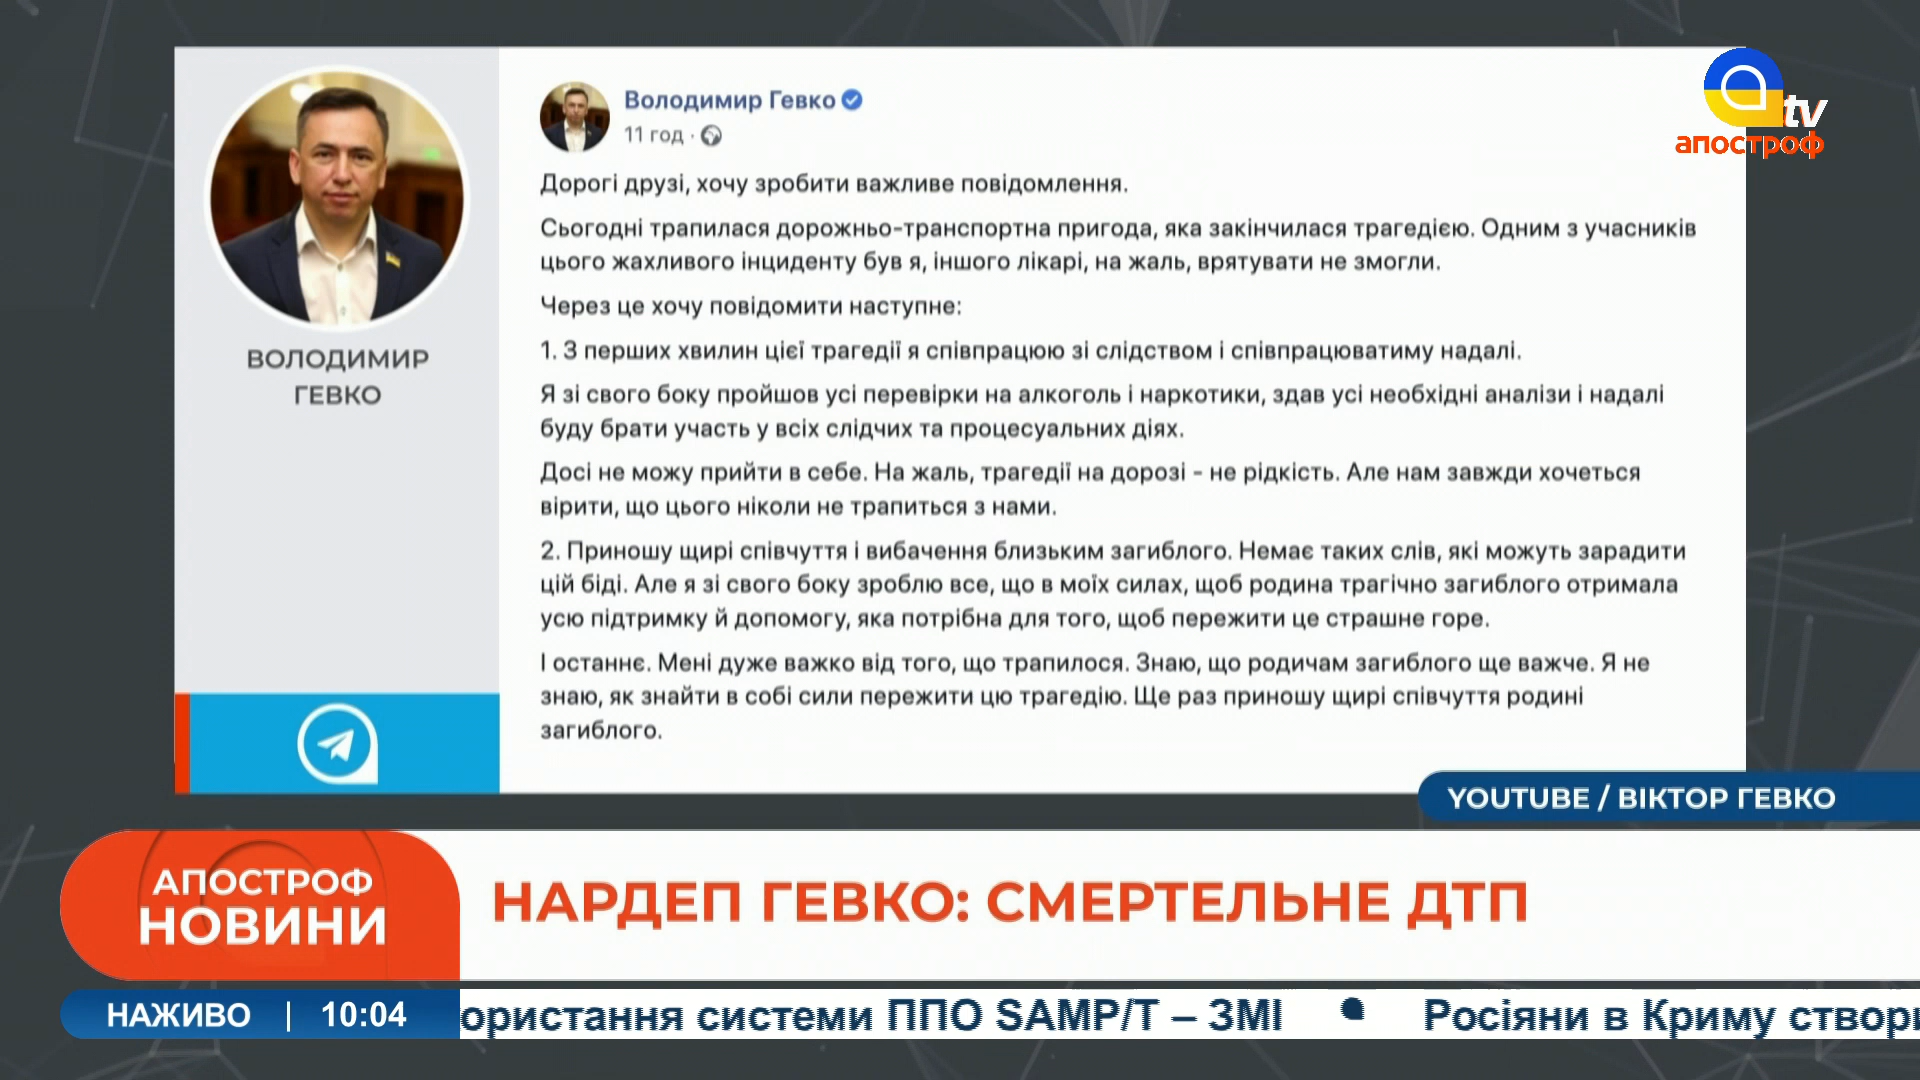 ВОЛОДИМИР
ГЕВКО
Володимир Гевко
11 год ·
Дорогі друзі, хочу зробити важливе повідомлення.
Сьогодні трапилася дорожньо-транспортна пригода, яка закінчилася трагедією. Одним з учасників
цього жахливого інциденту був я, іншого лікарі, на жаль, врятувати не змогли.
Через це хочу повідомити наступне:
1. З перших хвилин цієї трагедії я співпрацюю зі слідством і співпрацюватиму надалі.
Я зі свого боку пройшов усі перевірки на алкоголь і наркотики, здав усі необхідні аналізи і надалі
буду брати участь у всіх слідчих та процесуальних діях.
Досі не можу прийти в себе. На жаль, трагедії на дорозі - не рідкість. Але нам завжди хочеться
вірити, що цього ніколи не трапиться з нами.
2. Приношу щирі співчуття і вибачення близьким загиблого. Немає таких слів, які можуть зарадити
цій біді. Але я зі свого боку зроблю все, що в моїх силах, щоб родина трагічно загиблого отримала
усю підтримку й допомогу, яка потрібна для того, щоб пережити це страшне горе.
І останнє. Мені дуже важко від того, що трапилося. Знаю, що родичам загиблого ще важче. Я не
знаю, як знайти в собі сили пережити цю трагедію. Ще раз приношу щирі співчуття родині
загиблого.
tv
апостроф
YOUTUBE / ВІКТОР ГЕВКО
АПОСТРОФ
НОВИНИ
НАРДЕП ГЕВКО: СМЕРТЕЛЬНЕ ДТП
НАЖИВО | 10:04
ористання системи ППО SAMP/T – ЗМІ • Росіяни в Криму створи